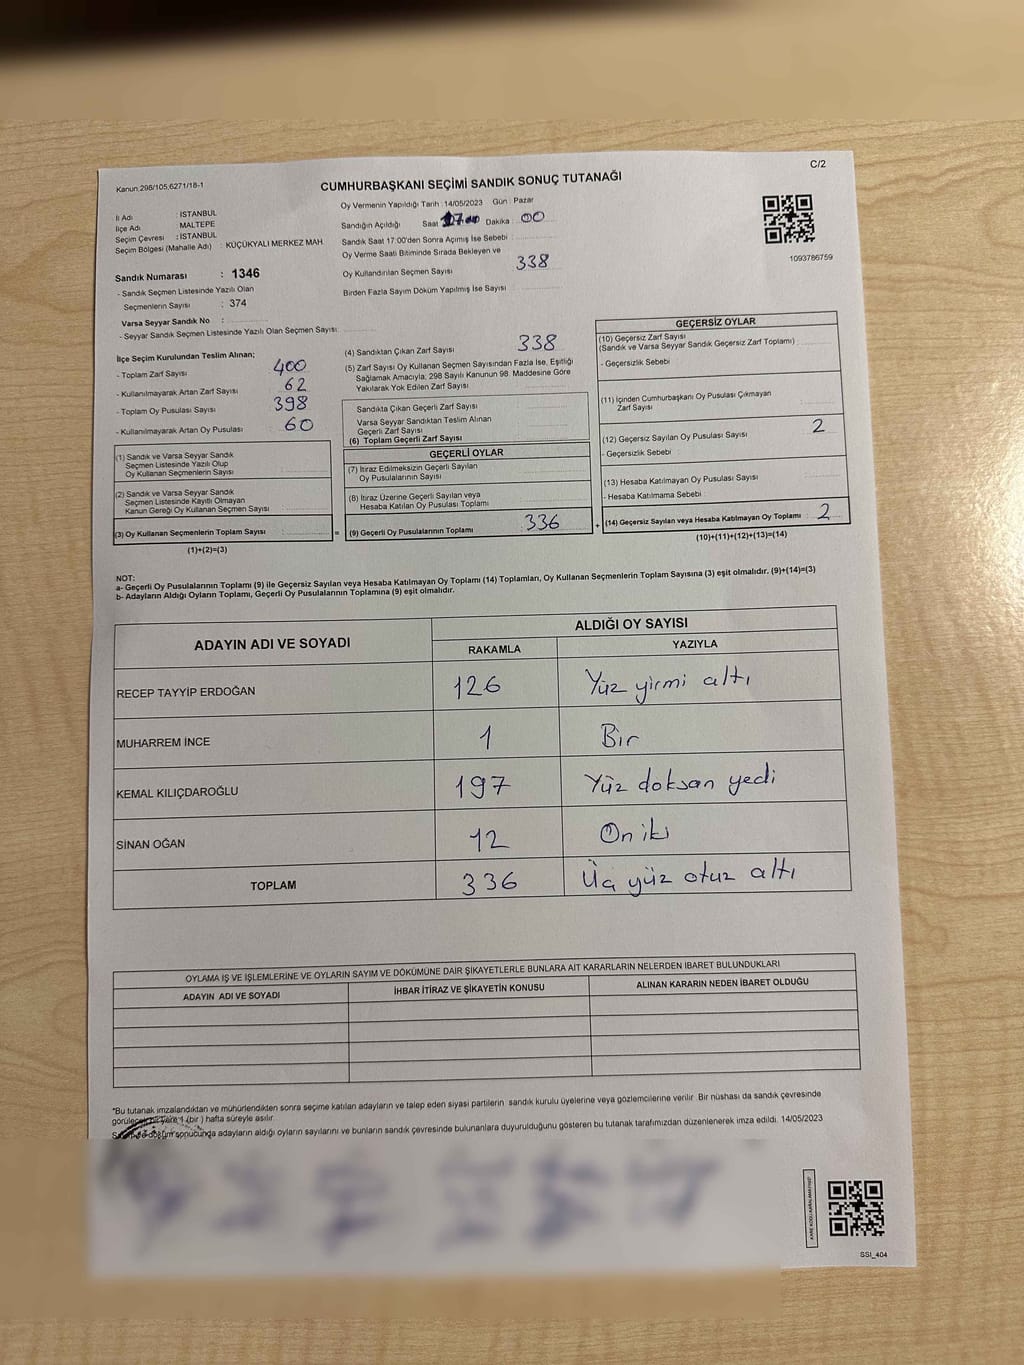 C/2
Kanun:298/105,6271/18-1
CUMHURBAŞKANI SEÇİMİ SANDIK SONUÇ TUTANAĞI
İl Adı : İSTANBUL
İlçe Adı : MALTEPE
Seçim Çevresi : İSTANBUL
Seçim Bölgesi (Mahalle Adı) : KÜÇÜKYALI MERKEZ MAH.
Sandık Numarası : 1346
- Sandık Seçmen Listesinde Yazılı Olan
Seçmenlerin Sayısı : 374
Varsa Seyyar Sandık No :
- Seyyar Sandık Seçmen Listesinde Yazılı Olan Seçmen Sayısı:
Oy Vermenin Yapıldığı Tarih : 14/05/2023 Gün : Pazar
Sandığın Açıldığı Saat 17 Dakika 00
Sandık Saat 17:00'den Sonra Açımış İse Sebebi :
Oy Verme Saati Bitiminde Sırada Bekleyen ve
Oy Kullandırılan Seçmen Sayısı 338
Birden Fazla Sayım Döküm Yapılmış İse Sayısı
1093786759
İlçe Seçim Kurulundan Teslim Alınan;
- Toplam Zarf Sayısı 400
- Kullanılmayarak Artan Zarf Sayısı 62
- Toplam Oy Pusulası Sayısı 398
- Kullanılmayarak Artan Oy Pusulası 60
(1) Sandık ve Varsa Seyyar Sandık
Seçmen Listesinde Yazılı Olup
Oy Kullanan Seçmenlerin Sayısı
(2) Sandık ve Varsa Seyyar Sandık
Seçmen Listesinde Kayıtlı Olmayan
Kanun Gereği Oy Kullanan Seçmen Sayısı
(3) Oy Kullanan Seçmenlerin Toplam Sayısı :
(1)+(2)=(3)
=
(4) Sandıktan Çıkan Zarf Sayısı 338
(5) Zarf Sayısı Oy Kullanan Seçmen Sayısından Fazla İse, Eşitliği
Sağlamak Amacıyla, 298 Sayılı Kanunun 98. Maddesine Göre
Yakılarak Yok Edilen Zarf Sayısı
Sandıkta Çıkan Geçerli Zarf Sayısı
Varsa Seyyar Sandıktan Teslim Alınan
Geçerli Zarf Sayısı
(6) Toplam Geçerli Zarf Sayısı
GEÇERLİ OYLAR
(7) İtiraz Edilmeksizin Geçerli Sayılan
Oy Pusulalarının Sayısı
(8) İtiraz Üzerine Geçerli Sayılan veya
Hesaba Katılan Oy Pusulası Toplamı
(9) Geçerli Oy Pusulalarının Toplamı 336
+
GEÇERSİZ OYLAR
(10) Geçersiz Zarf Sayısı
(Sandık ve Varsa Seyyar Sandık Geçersiz Zarf Toplamı)
- Geçersizlik Sebebi
(11) İçinden Cumhurbaşkanı Oy Pusulası Çıkmayan
Zarf Sayısı
(12) Geçersiz Sayılan Oy Pusulası Sayısı 2
- Geçersizlik Sebebi
(13) Hesaba Katılmayan Oy Pusulası Sayısı
- Hesaba Katılmama Sebebi
(14) Geçersiz Sayılan veya Hesaba Katılmayan Oy Toplamı : 2
(10)+(11)+(12)+(13)=(14)
NOT:
a- Geçerli Oy Pusulalarının Toplamı (9) ile Geçersiz Sayılan veya Hesaba Katılmayan Oy Toplamı (14) Toplamları, Oy Kullanan Seçmenlerin Toplam Sayısına (3) eşit olmalıdır. (9)+(14)=(3)
b- Adayların Aldığı Oyların Toplamı, Geçerli Oy Pusulalarının Toplamına (9) eşit olmalıdır.
ADAYIN ADI VE SOYADI
ALDIĞI OY SAYISI
RAKAMLA YAZIYLA
RECEP TAYYİP ERDOĞAN 126 Yüz yirmi altı
MUHARREM İNCE 1 Bir
KEMAL KILIÇDAROĞLU 197 Yüz doksan yedi
SİNAN OĞAN 12 On iki
TOPLAM 336 Üç yüz otuz altı
OYLAMA İŞ VE İŞLEMLERİNE VE OYLARIN SAYIM VE DÖKÜMÜNE DAİR ŞİKAYETLERLE BUNLARA AİT KARARLARIN NELERDEN İBARET BULUNDUKLARI
ADAYIN ADI VE SOYADI İHBAR İTİRAZ VE ŞİKAYETİN KONUSU ALINAN KARARIN NEDEN İBARET OLDUĞU
*Bu tutanak imzalandıktan ve mühürlendikten sonra seçime katılan adayların ve talep eden siyasi partilerin sandık kurulu üyelerine veya gözlemcilerine verilir. Bir nüshası da sandık çevresinde
görülecek bir yere 1 (bir) hafta süreyle asılır.
sonucunda adayların aldığı oyların sayılarını ve bunların sandık çevresinde bulunanlara duyurulduğunu gösteren bu tutanak tarafımızdan düzenlenerek imza edildi. 14/05/2023
SSI_404